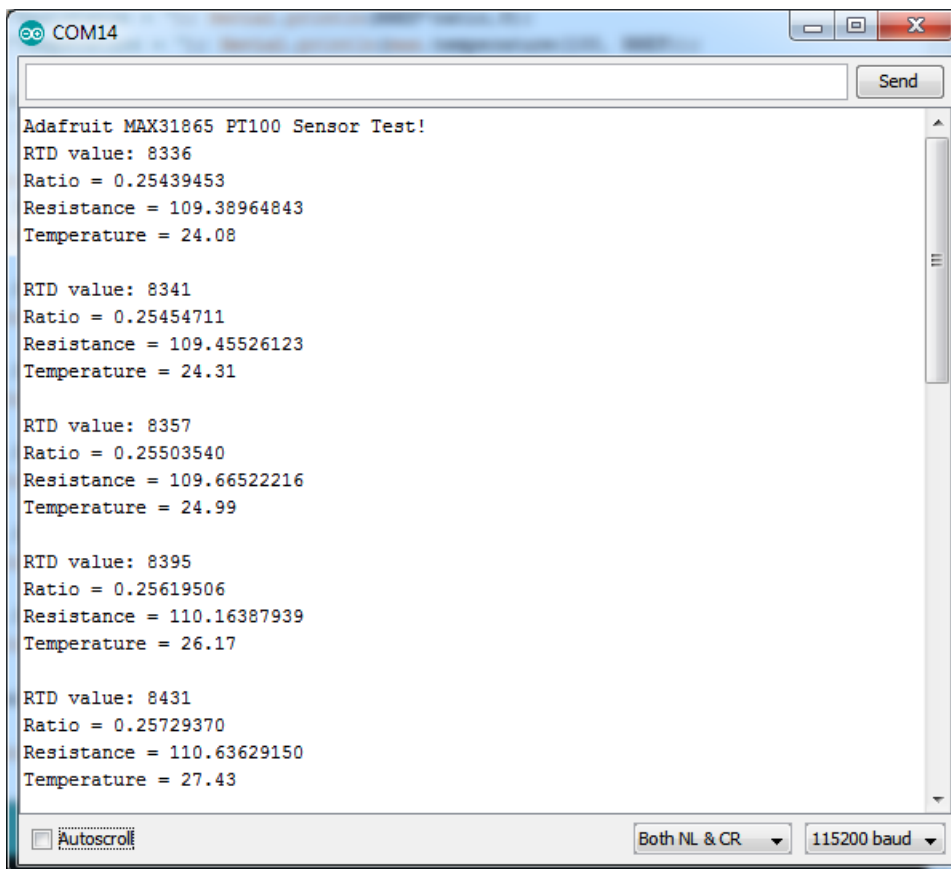 COM14
Send
Adafruit MAX31865 PT100 Sensor Test!
RTD value: 8336
Ratio = 0.25439453
Resistance = 109.38964843
Temperature = 24.08
RTD value: 8341
Ratio = 0.25454711
Resistance = 109.45526123
Temperature = 24.31
RTD value: 8357
Ratio = 0.25503540
Resistance = 109.66522216
Temperature = 24.99
RTD value: 8395
Ratio = 0.25619506
Resistance = 110.16387939
Temperature = 26.17
RTD value: 8431
Ratio = 0.25729370
Resistance = 110.63629150
Temperature = 27.43
Autoscroll Both NL & CR 115200 baud